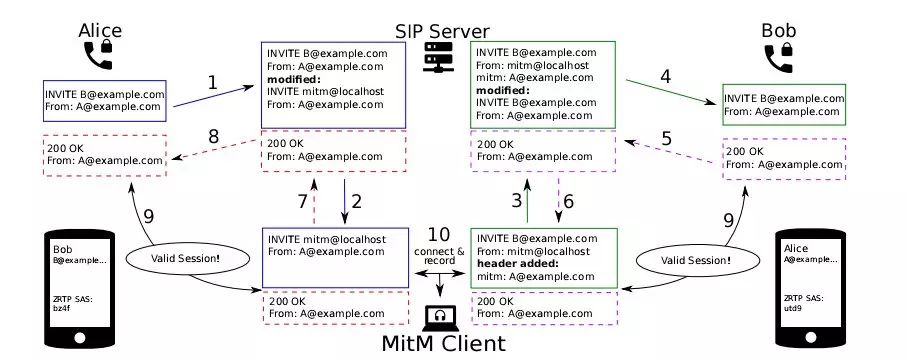 Alice
SIP Server
Bob
INVITE B@example.com
From: A@example.com
1
INVITE B@example.com
From: A@example.com
modified:
INVITE mitm@localhost
From: A@example.com
INVITE B@example.com
From: mitm@localhost
mitm: A@example.com
modified:
INVITE B@example.com
From: A@example.com
4
INVITE B@example.com
From: A@example.com
200 OK
From: A@example.com
8
200 OK
From: A@example.com
200 OK
From: A@example.com
5
200 OK
From: A@example.com
7
2
3
6
9
9
Bob
B@example...
ZRTP SAS:
bz4f
Valid Session!
INVITE mitm@localhost
From: A@example.com
200 OK
From: A@example.com
10
connect &
record
INVITE B@example.com
From: mitm@localhost
header added:
mitm: A@example.com
200 OK
From: A@example.com
Valid Session!
Alice
A@example...
ZRTP SAS:
utd9
MitM Client